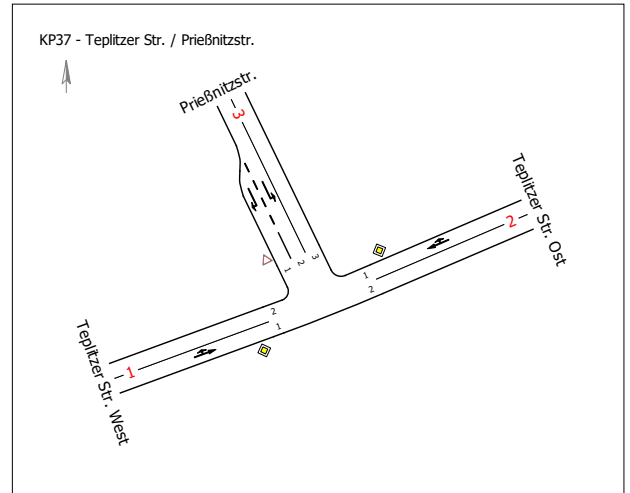 KP37 - Teplitzer Str. / Prießnitzstr.
Prießnitzstr.
3
Teplitzer Str. Ost
2
1
2
3
1
2
2
1
1
Teplitzer Str. West